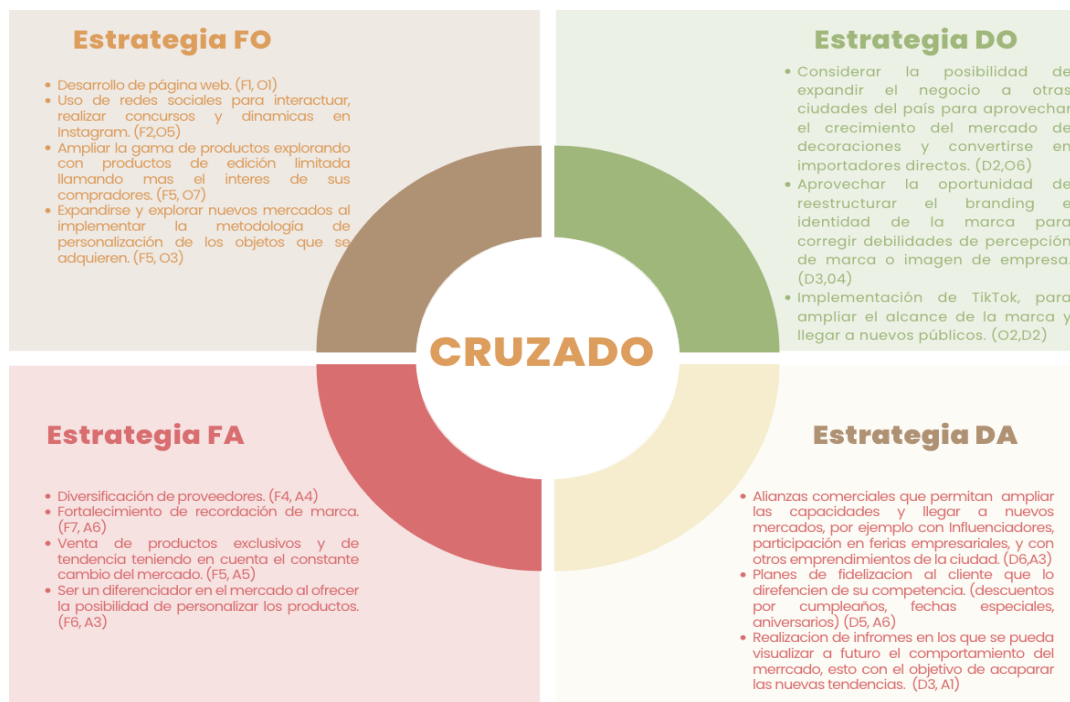 Estrategia FO
• Desarrollo de página web. (F1, O1)
• Uso de redes sociales para interactuar,
realizar concursos y dinamicas en
Instagram. (F2,O5)
• Ampliar la gama de productos explorando
con productos de edición limitada
llamando mas el interes de sus
compradores. (F5, O7)
• Expandirse y explorar nuevos mercados al
implementar la metodología de
personalización de los objetos que se
adquieren. (F5, O3)
Estrategia DO
• Considerar la posibilidad de
expandir el negocio a otras
ciudades del país para aprovechar
el crecimiento del mercado de
decoraciones y convertirse en
importadores directos. (D2,O6)
• Aprovechar la oportunidad de
reestructurar el branding e
identidad de la marca para
corregir debilidades de percepción
de marca o imagen de empresa.
(D3,04)
• Implementación de TikTok, para
ampliar el alcance de la marca y
llegar a nuevos públicos. (O2,D2)
CRUZADO
Estrategia FA
• Diversificación de proveedores. (F4, A4)
• Fortalecimiento de recordación de marca.
(F7, A6)
• Venta de productos exclusivos y de
tendencia teniendo en cuenta el constante
cambio del mercado. (F5, A5)
• Ser un diferenciador en el mercado al ofrecer
la posibilidad de personalizar los productos.
(F6, A3)
Estrategia DA
• Alianzas comerciales que permitan ampliar
las capacidades y llegar a nuevos
mercados, por ejemplo con Influenciadores,
participación en ferias empresariales, y con
otros emprendimientos de la ciudad. (D6,A3)
• Planes de fidelizacion al cliente que lo
direfencien de su competencia. (descuentos
por cumpleaños, fechas especiales,
aniversarios) (D5, A6)
• Realizacion de infromes en los que se pueda
visualizar a futuro el comportamiento del
merrcado, esto con el objetivo de acaparar
las nuevas tendencias. (D3, A1)